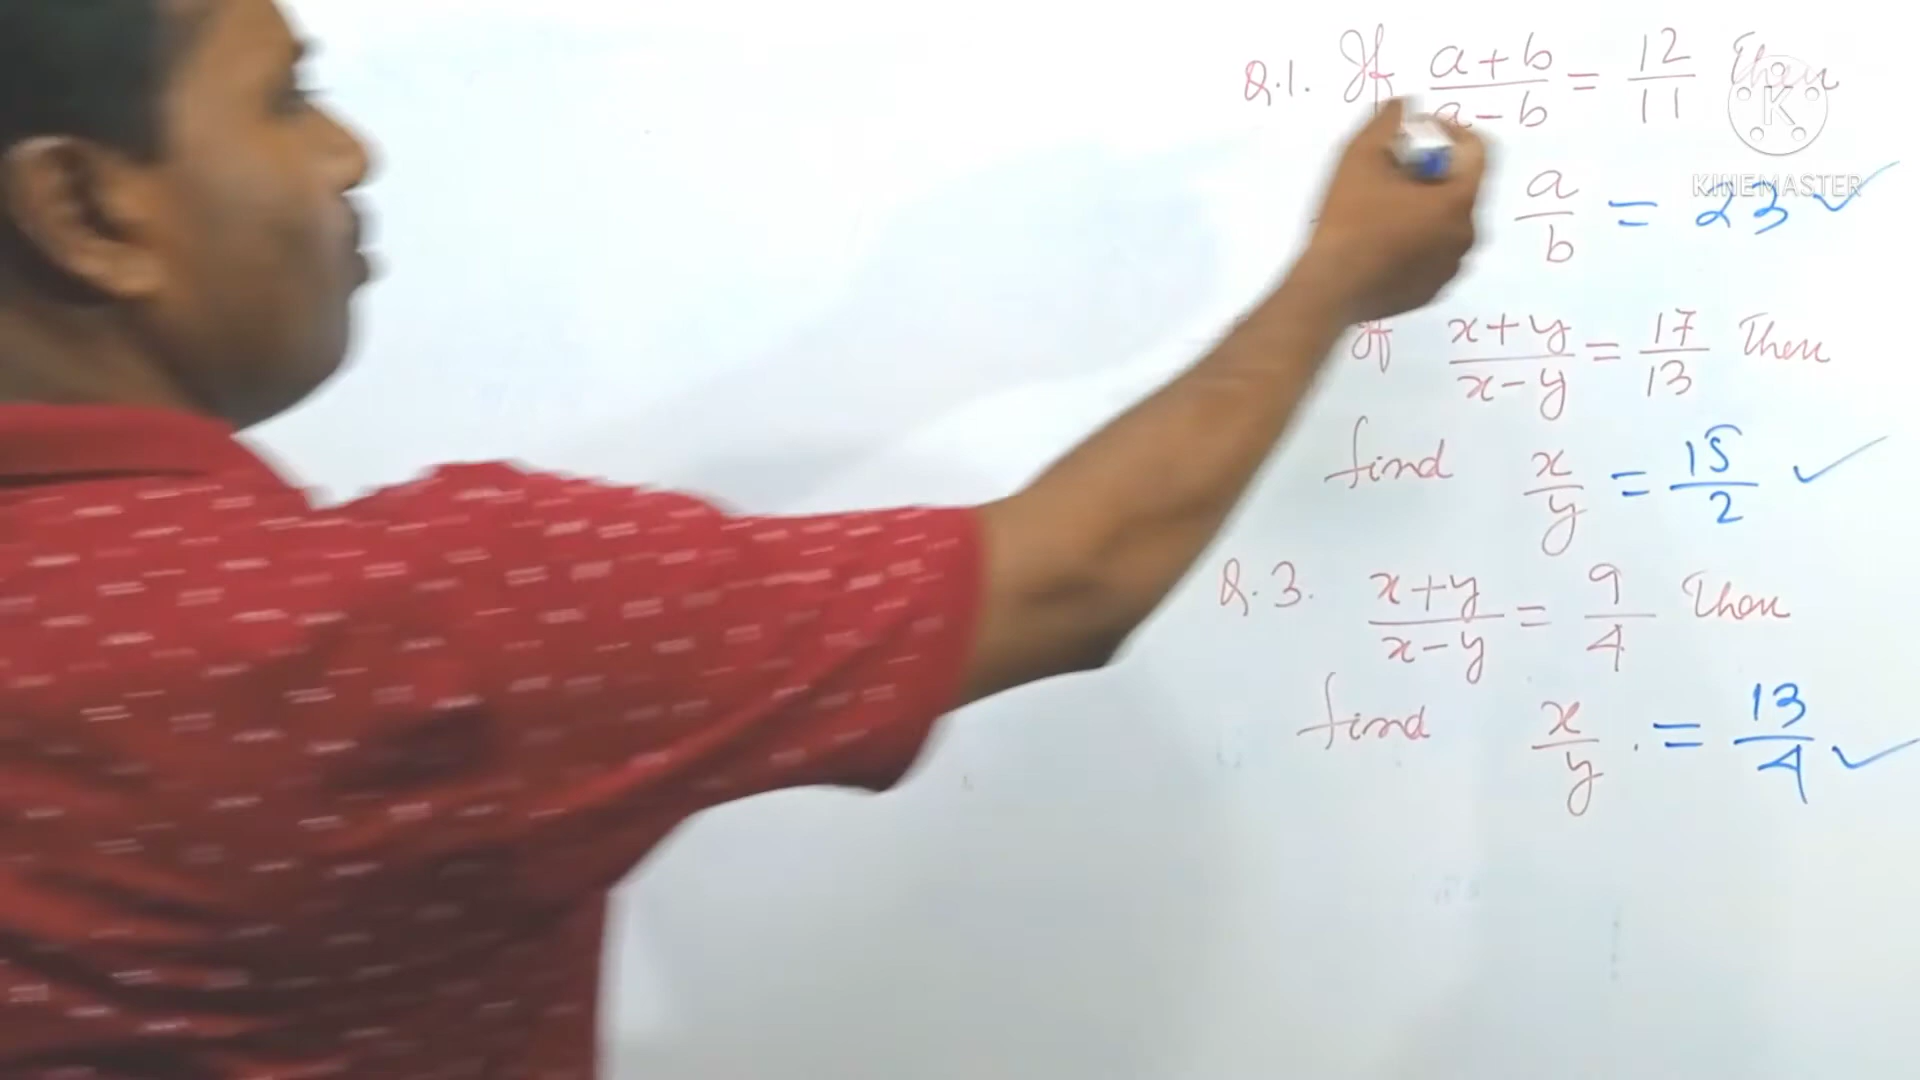 Q.1. If a+b/a-b = 12/11 Then
a/b = 23 ✓
If x+y/x-y = 17/13 Then
find x/y = 15/2 ✓
Q.3. x+y/x-y = 9/4 Then
find x/y . = 13/4 ✓
K
KINEMASTER